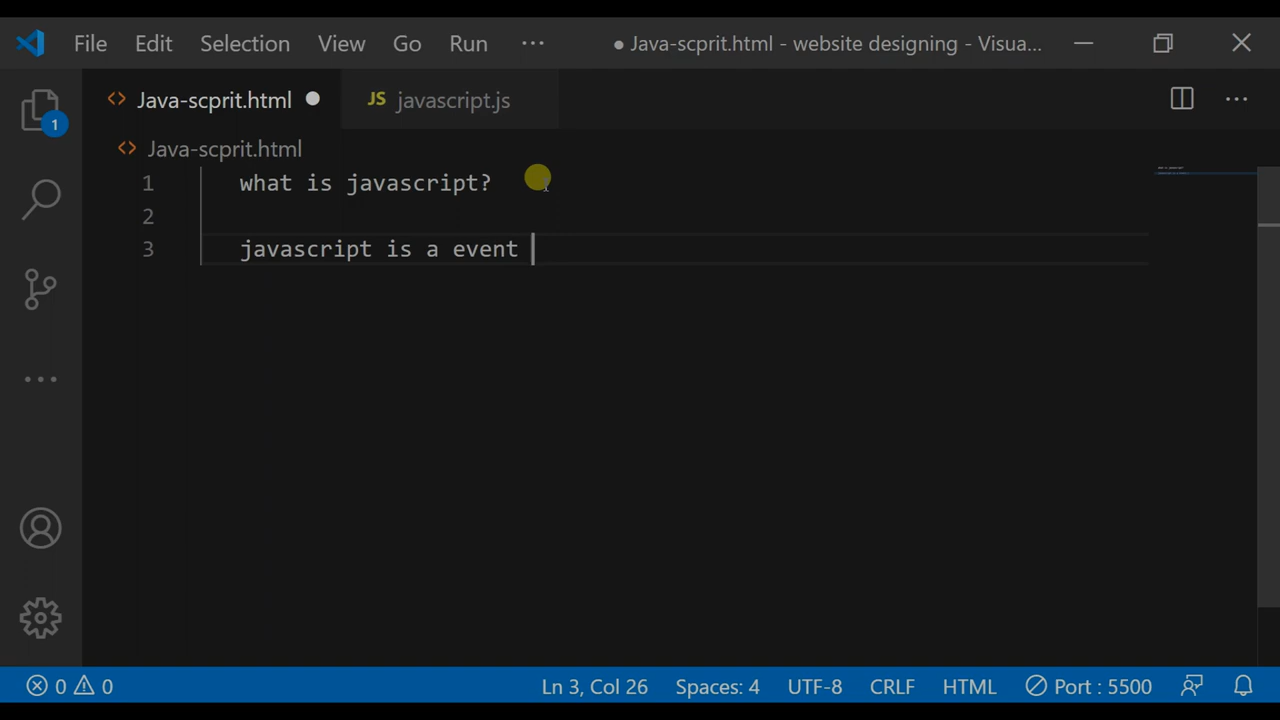 File Edit Selection View Go Run ··· ● Java-scprit.html - website designing - Visua...
Java-scprit.html ● JS javascript.js
1
Java-scprit.html
1 what is javascript?
2
3 javascript is a event
0 0 Ln 3, Col 26 Spaces: 4 UTF-8 CRLF HTML Port : 5500